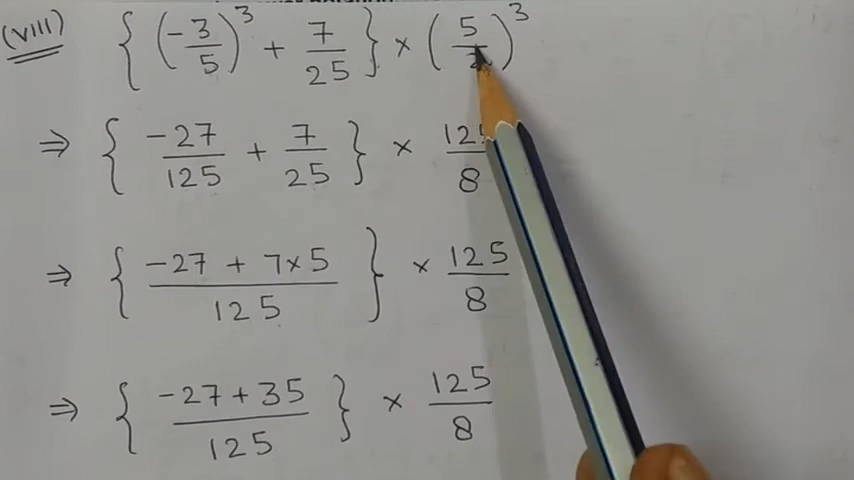 (viii) { (-3/5)^3 + 7/25 } × (5/2)^3
⇒ { -27/125 + 7/25 } × 125/8
⇒ { -27 + 7×5 / 125 } × 125/8
⇒ { -27+35 / 125 } × 125/8